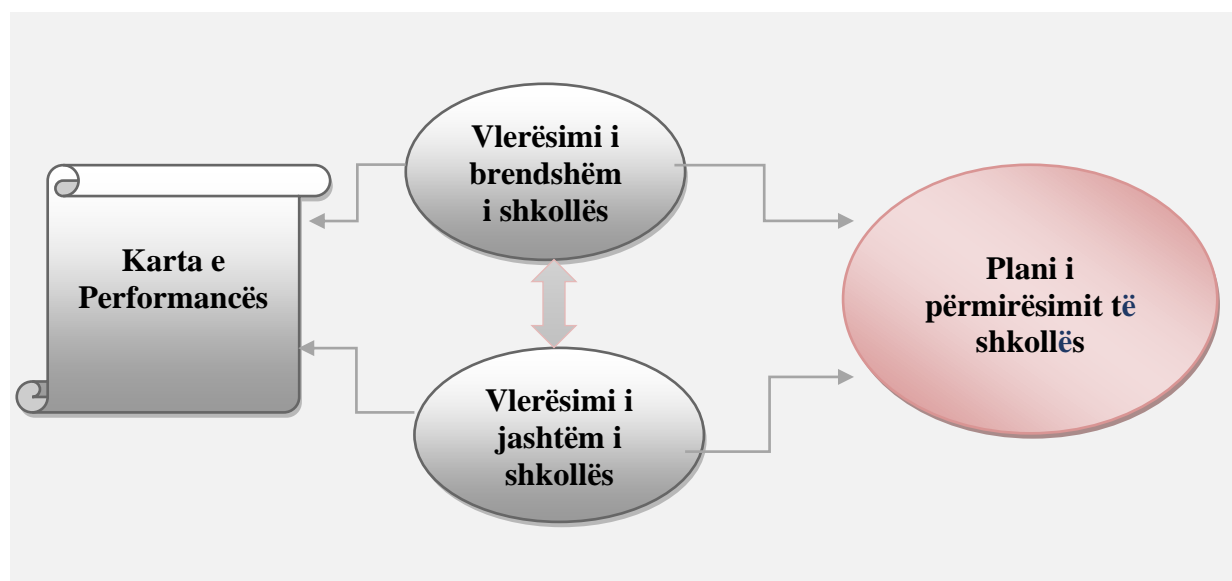 Vlerësimi i
brendshëm
i shkollës
Karta e
Performancës
Plani i
përmirësimit të
shkollës
Vlerësimi i
jashtëm i
shkollës